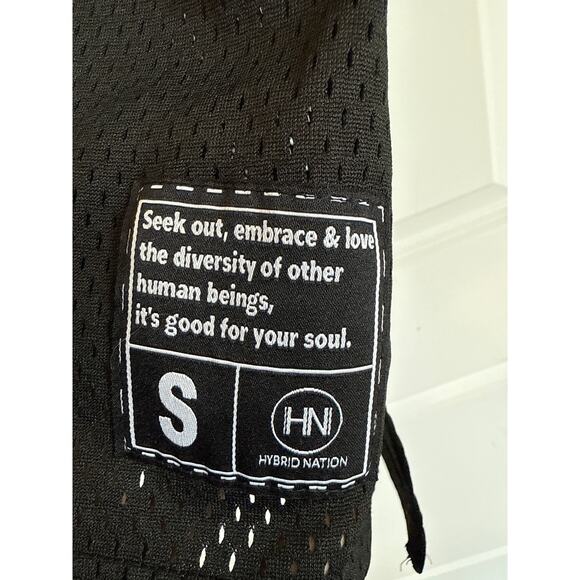 Seek out, embrace & love
the diversity of other
human beings,
it's good for your soul.
S
HN
HYBRID NATION